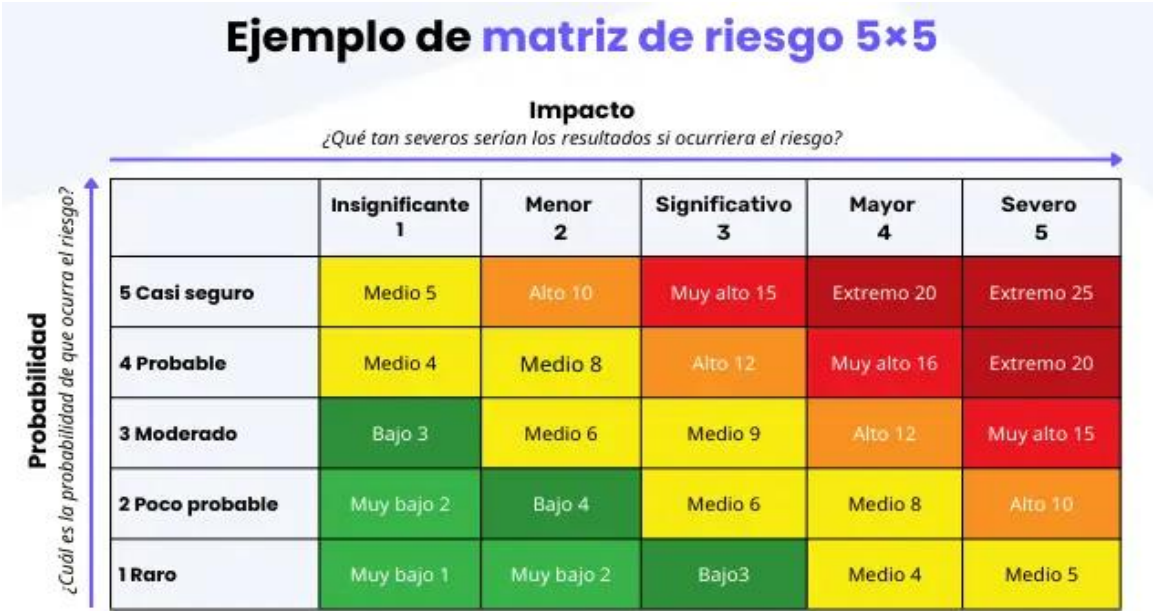 Ejemplo de matriz de riesgo 5×5
Impacto
¿Qué tan severos serían los resultados si ocurriera el riesgo?
Probabilidad
¿Cuál es la probabilidad de que ocurra el riesgo?
Insignificante Menor Significativo Mayor Severo
1 2 3 4 5
5 Casi seguro Medio 5 Alto 10 Muy alto 15 Extremo 20 Extremo 25
4 Probable Medio 4 Medio 8 Alto 12 Muy alto 16 Extremo 20
3 Moderado Bajo 3 Medio 6 Medio 9 Alto 12 Muy alto 15
2 Poco probable Muy bajo 2 Bajo 4 Medio 6 Medio 8 Alto 10
1 Raro Muy bajo 1 Muy bajo 2 Bajo3 Medio 4 Medio 5